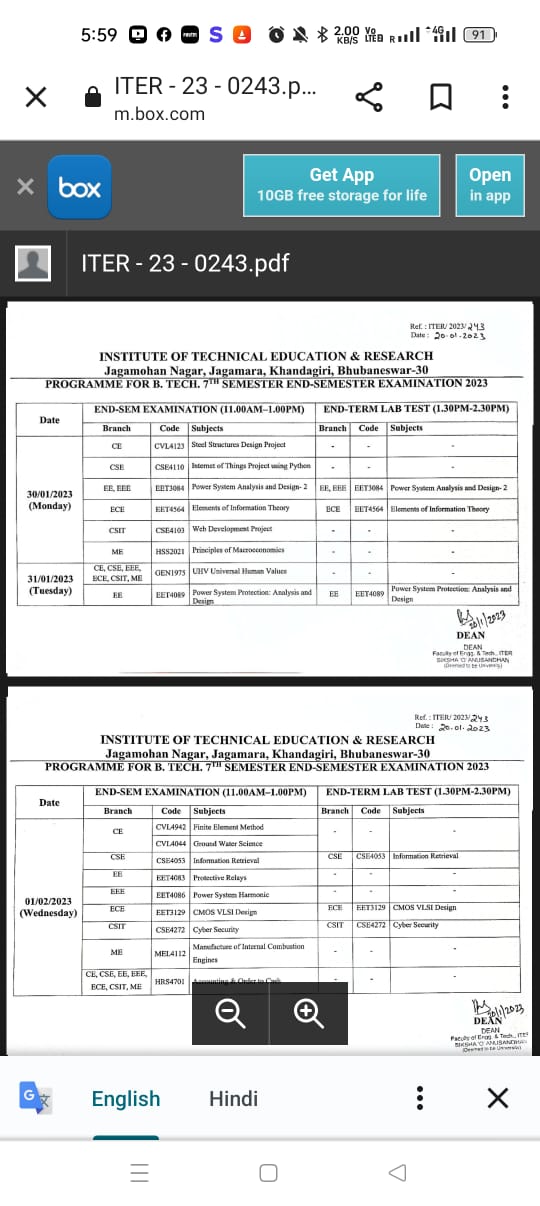 5:59
2.00 KB/S
Vo LTEB
R
4G
91
ITER - 23 - 0243.p...
m.box.com
box
Get App
10GB free storage for life
Open
in app
ITER - 23 - 0243.pdf
Ref. : ITER/ 2023/ 243
Date : 20.01.2023
INSTITUTE OF TECHNICAL EDUCATION & RESEARCH
Jagamohan Nagar, Jagamara, Khandagiri, Bhubaneswar-30
PROGRAMME FOR B. TECH. 7TH SEMESTER END-SEMESTER EXAMINATION 2023
Date END-SEM EXAMINATION (11.00AM–1.00PM) END-TERM LAB TEST (1.30PM-2.30PM)
Branch Code Subjects Branch Code Subjects
30/01/2023 (Monday)
CE CVL4123 Steel Structures Design Project - - -
CSE CSE4110 Internet of Things Project using Python - - -
EE, EEE EET3084 Power System Analysis and Design- 2 EE, EEE EET3084 Power System Analysis and Design- 2
ECE EET4564 Elements of Information Theory ECE EET4564 Elements of Information Theory
CSIT CSE4103 Web Development Project - - -
ME HSS2021 Principles of Macroeconomics - - -
31/01/2023 (Tuesday)
CE, CSE, EEE, ECE, CSIT, ME GEN1975 UHV Universal Human Values - - -
EE EET4089 Power System Protection: Analysis and Design EE EET4089 Power System Protection: Analysis and Design
20/1/2023
DEAN
DEAN
Faculty of Engg. & Tech., ITER
SIKSHA 'O' ANUSANDHAN
(Deemed to be University)
Ref. : ITER/ 2023/ 243
Date : 20.01.2023
INSTITUTE OF TECHNICAL EDUCATION & RESEARCH
Jagamohan Nagar, Jagamara, Khandagiri, Bhubaneswar-30
PROGRAMME FOR B. TECH. 7TH SEMESTER END-SEMESTER EXAMINATION 2023
Date END-SEM EXAMINATION (11.00AM–1.00PM) END-TERM LAB TEST (1.30PM-2.30PM)
Branch Code Subjects Branch Code Subjects
01/02/2023 (Wednesday)
CE CVL4942 Finite Element Method - - -
CVL4044 Ground Water Science
CSE CSE4053 Information Retrieval CSE CSE4053 Information Retrieval
EE EET4083 Protective Relays - - -
EEE EET4086 Power System Harmonic - - -
ECE EET3129 CMOS VLSI Design ECE EET3129 CMOS VLSI Design
CSIT CSE4272 Cyber Security CSIT CSE4272 Cyber Security
ME MEL4112 Manufacture of Internal Combustion Engines - - -
CE, CSE, EE, EEE, ECE, CSIT, ME HRS4701 Accounting & Order to Cash - - -
20/1/2023
DEAN
DEAN
Faculty of Engg. & Tech., ITER
SIKSHA 'O' ANUSANDHAN
(Deemed to be University)
English
Hindi